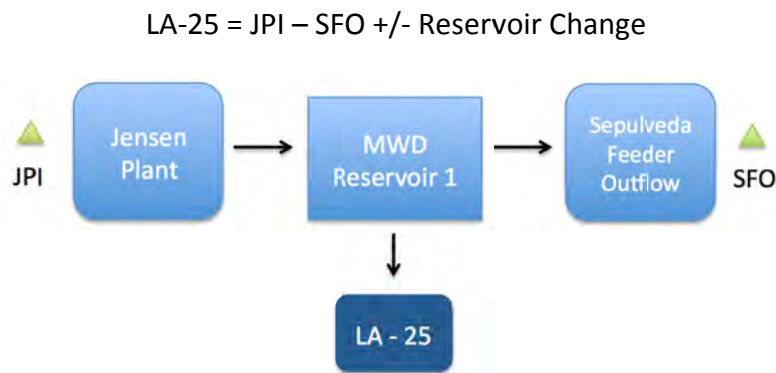 LA-25 = JPI – SFO +/- Reservoir Change
JPI
Jensen
Plant
MWD
Reservoir 1
Sepulveda
Feeder
Outflow
SFO
LA - 25